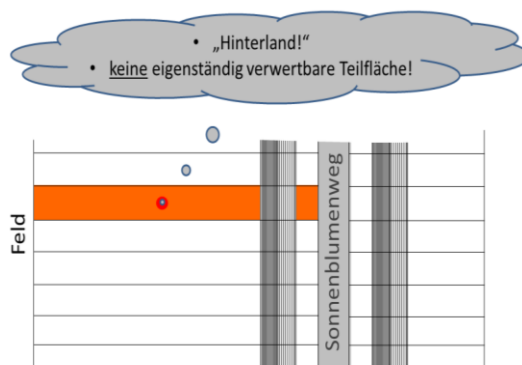 • „Hinterland!“
• keine eigenständig verwertbare Teilfläche!
Feld
Sonnenblumenweg